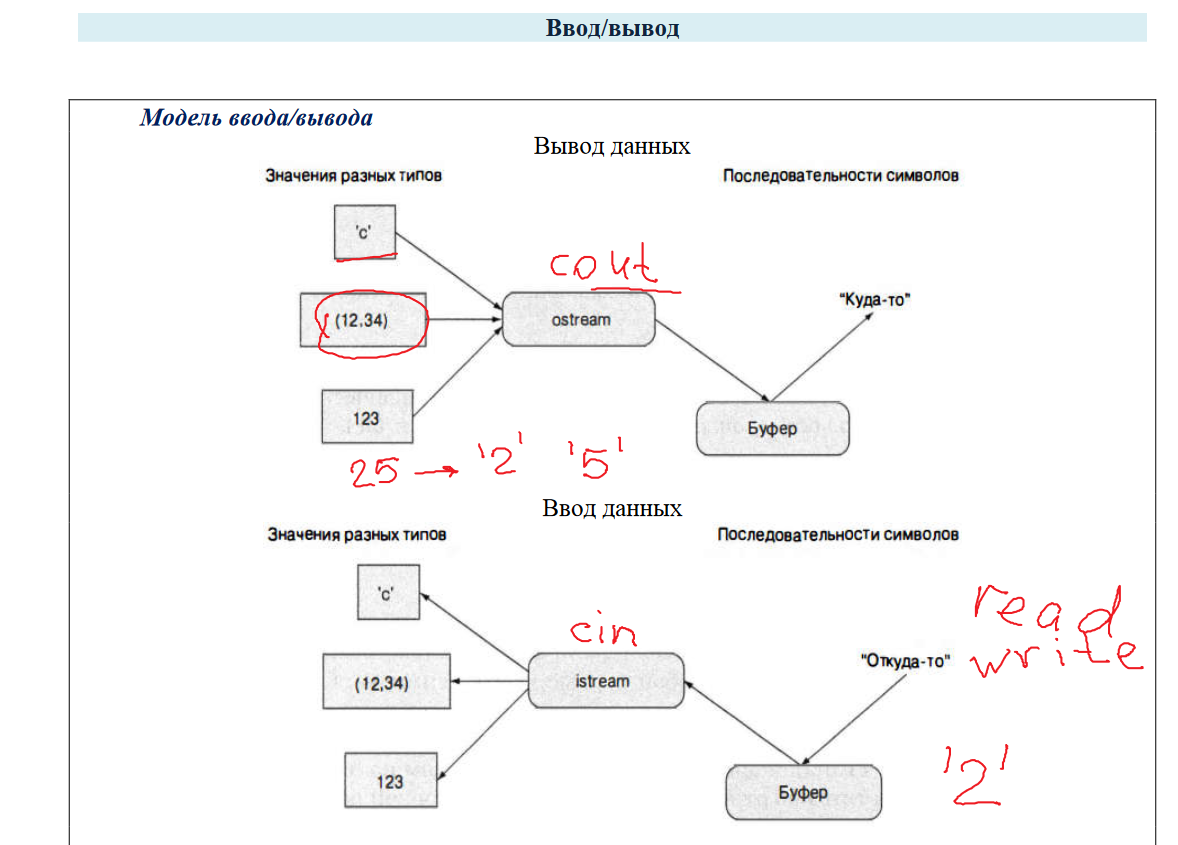 Ввод/вывод
Модель ввода/вывода
Вывод данных
Значения разных типов
Последовательности символов
'c'
cout
(12,34)
ostream
"Куда-то"
123
Буфер
25 → '2' '5'
Ввод данных
Значения разных типов
Последовательности символов
'c'
read
cin
write
"Откуда-то"
(12,34)
istream
123
Буфер
'2'